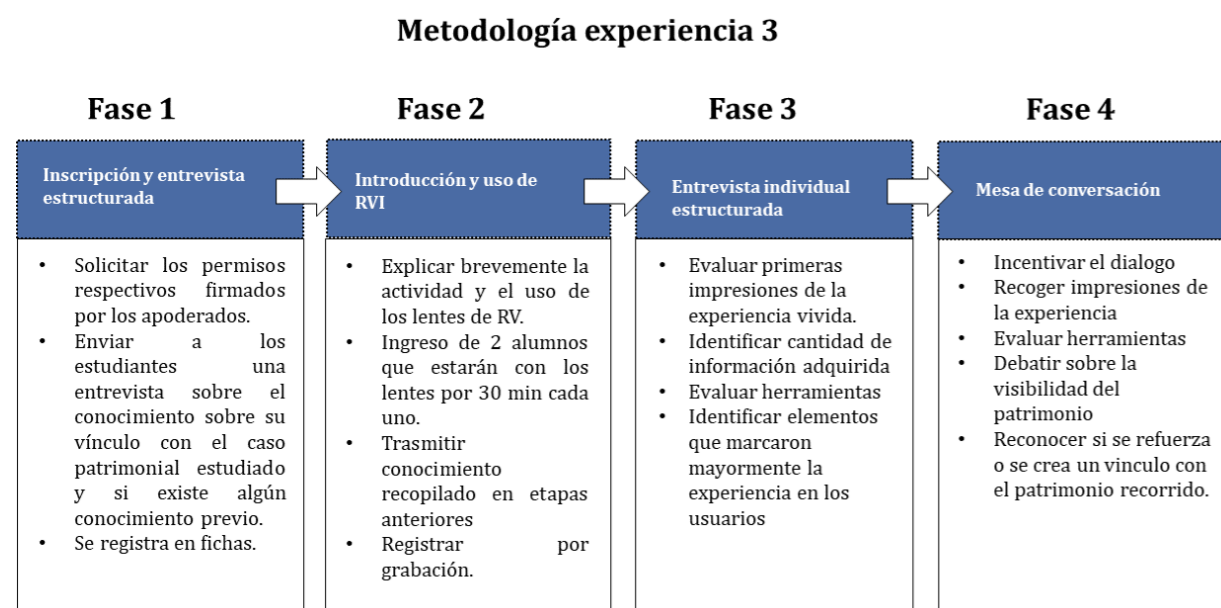 Metodología experiencia 3
Fase 1
Inscripción y entrevista
estructurada
• Solicitar los permisos
respectivos firmados
por los apoderados.
• Enviar a los
estudiantes una
entrevista sobre el
conocimiento sobre su
vínculo con el caso
patrimonial estudiado
y si existe algún
conocimiento previo.
• Se registra en fichas.
Fase 2
Introducción y uso de
RVI
• Explicar brevemente la
actividad y el uso de
los lentes de RV.
• Ingreso de 2 alumnos
que estarán con los
lentes por 30 min cada
uno.
• Trasmitir
conocimiento
recopilado en etapas
anteriores
• Registrar por
grabación.
Fase 3
Entrevista individual
estructurada
• Evaluar primeras
impresiones de la
experiencia vivida.
• Identificar cantidad de
información adquirida
• Evaluar herramientas
• Identificar elementos
que marcaron
mayormente la
experiencia en los
usuarios
Fase 4
Mesa de conversación
• Incentivar el dialogo
• Recoger impresiones de
la experiencia
• Evaluar herramientas
• Debatir sobre la
visibilidad del
patrimonio
• Reconocer si se refuerza
o se crea un vinculo con
el patrimonio recorrido.